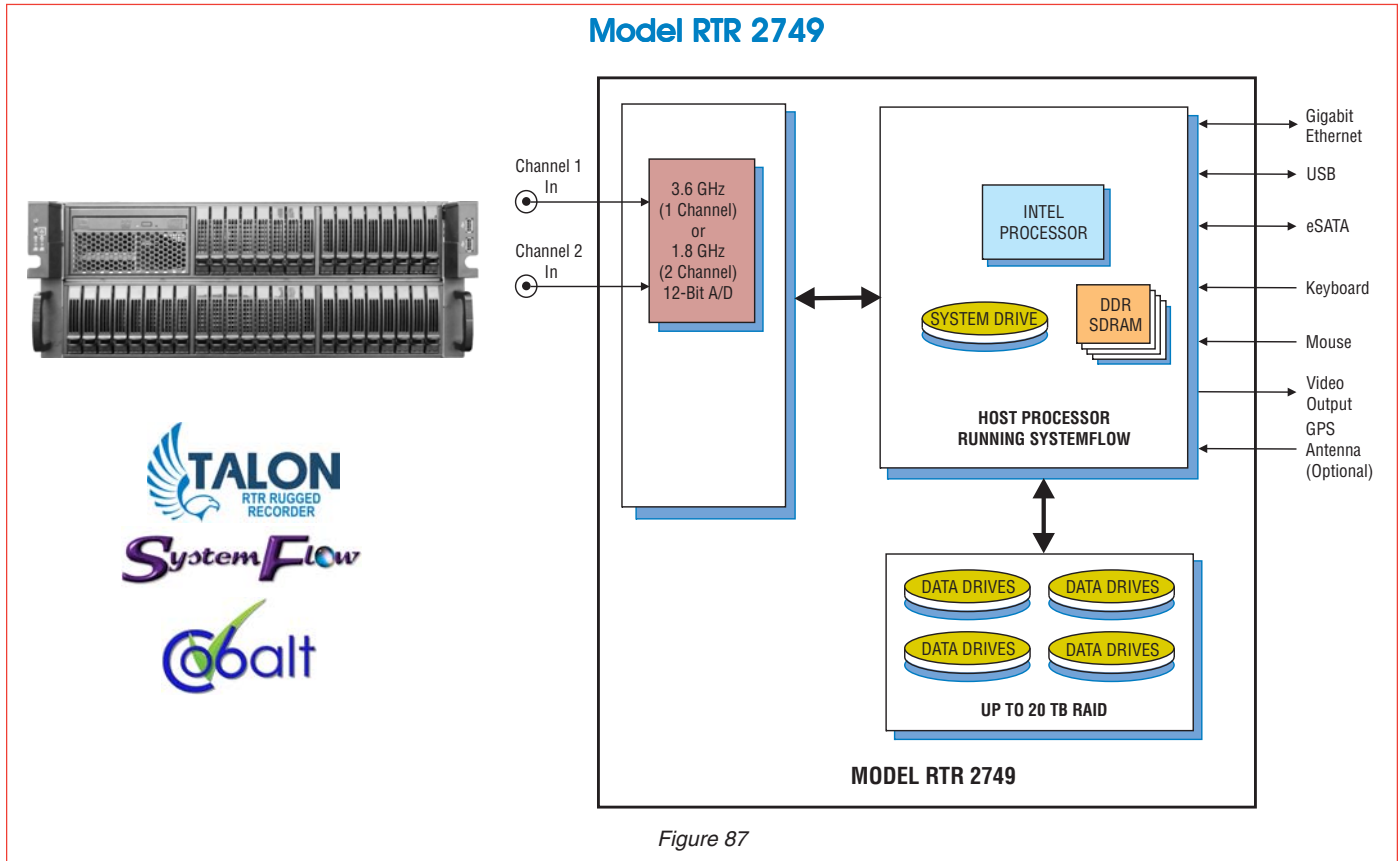 Model RTR 2749
Channel 1
In
Channel 2
In
3.6 GHz
(1 Channel)
or
1.8 GHz
(2 Channel)
12-Bit A/D
INTEL
PROCESSOR
SYSTEM DRIVE
DDR
SDRAM
HOST PROCESSOR
RUNNING SYSTEMFLOW
Gigabit
Ethernet
USB
eSATA
Keyboard
Mouse
Video
Output
GPS
Antenna
(Optional)
TALON
RTR RUGGED
RECORDER
SystemFlow
Cobalt
DATA DRIVES
DATA DRIVES
DATA DRIVES
DATA DRIVES
UP TO 20 TB RAID
MODEL RTR 2749
Figure 87